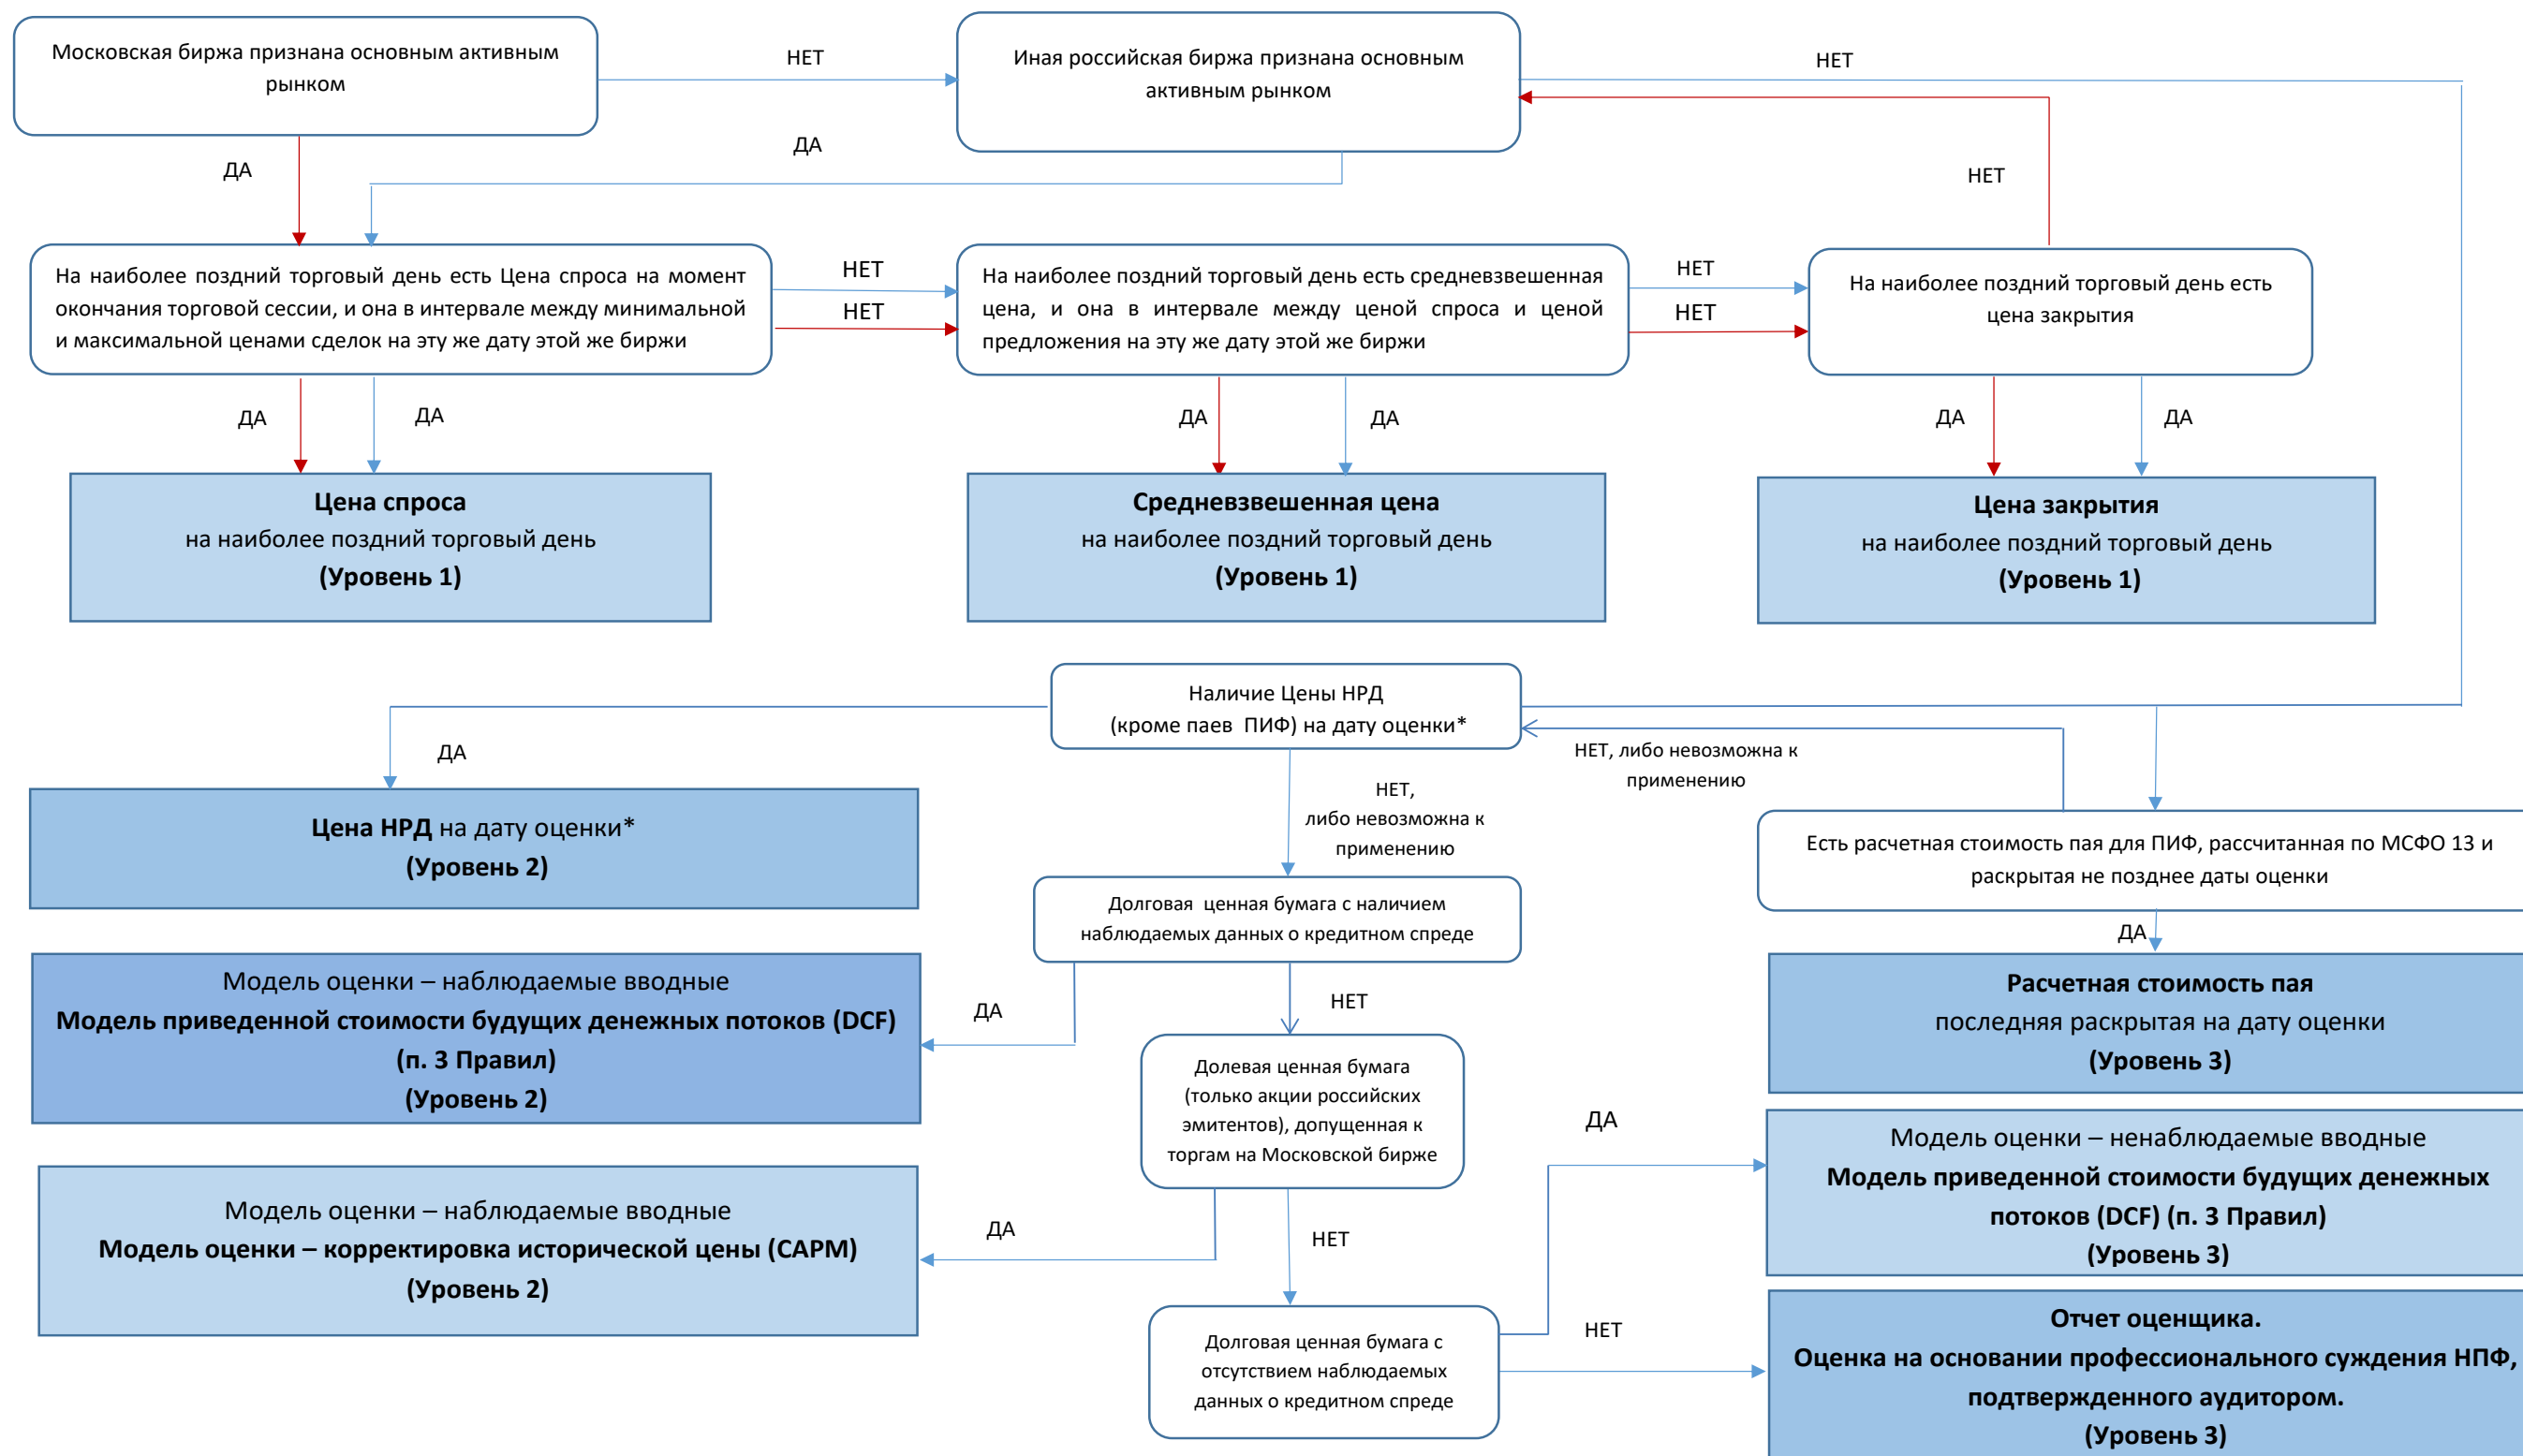 Московская биржа признана основным активным
рынком
НЕТ
Иная российская биржа признана основным
активным рынком
НЕТ
ДА
ДА
НЕТ
На наиболее поздний торговый день есть Цена спроса на момент
окончания торговой сессии, и она в интервале между минимальной
и максимальной ценами сделок на эту же дату этой же биржи
НЕТ
НЕТ
На наиболее поздний торговый день есть средневзвешенная
цена, и она в интервале между ценой спроса и ценой
предложения на эту же дату этой же биржи
НЕТ
НЕТ
На наиболее поздний торговый день есть
цена закрытия
ДА
ДА
ДА
ДА
ДА
ДА
Цена спроса
на наиболее поздний торговый день
(Уровень 1)
Средневзвешенная цена
на наиболее поздний торговый день
(Уровень 1)
Цена закрытия
на наиболее поздний торговый день
(Уровень 1)
Наличие Цены НРД
(кроме паев ПИФ) на дату оценки*
ДА
НЕТ, либо невозможна к
применению
НЕТ,
либо невозможна к
применению
Цена НРД на дату оценки*
(Уровень 2)
Есть расчетная стоимость пая для ПИФ, рассчитанная по МСФО 13 и
раскрытая не позднее даты оценки
Долговая ценная бумага с наличием
наблюдаемых данных о кредитном спреде
ДА
Модель оценки – наблюдаемые вводные
Модель приведенной стоимости будущих денежных потоков (DCF)
(п. 3 Правил)
(Уровень 2)
ДА
НЕТ
Расчетная стоимость пая
последняя раскрытая на дату оценки
(Уровень 3)
Долевая ценная бумага
(только акции российских
эмитентов), допущенная к
торгам на Московской бирже
ДА
Модель оценки – ненаблюдаемые вводные
Модель приведенной стоимости будущих денежных
потоков (DCF) (п. 3 Правил)
(Уровень 3)
Модель оценки – наблюдаемые вводные
Модель оценки – корректировка исторической цены (CAPM)
(Уровень 2)
ДА
НЕТ
Долговая ценная бумага с
отсутствием наблюдаемых
данных о кредитном спреде
НЕТ
Отчет оценщика.
Оценка на основании профессионального суждения НПФ,
подтвержденного аудитором.
(Уровень 3)